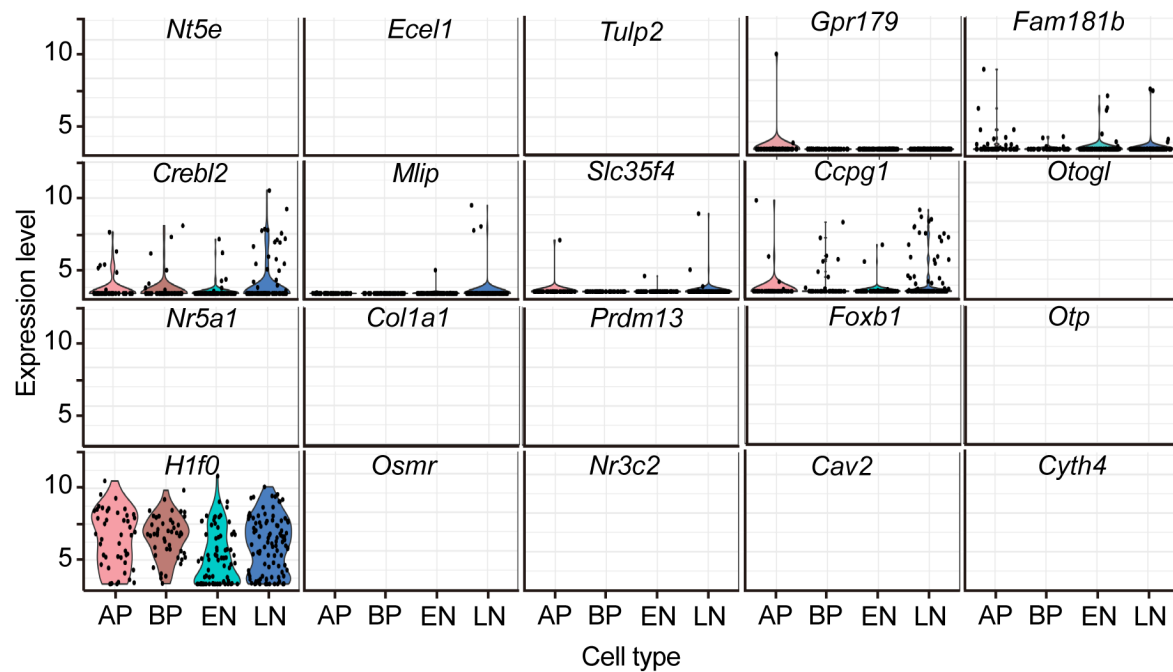 Nt5e Ecel1 Tulp2 Gpr179 Fam181b
10
5
Crebl2 Mlip Slc35f4 Ccpg1 Otogl
10
5
Nr5a1 Col1a1 Prdm13 Foxb1 Otp
10
5
H1f0 Osmr Nr3c2 Cav2 Cyth4
10
5
AP BP EN LN AP BP EN LN AP BP EN LN AP BP EN LN AP BP EN LN
Cell type
Expression level